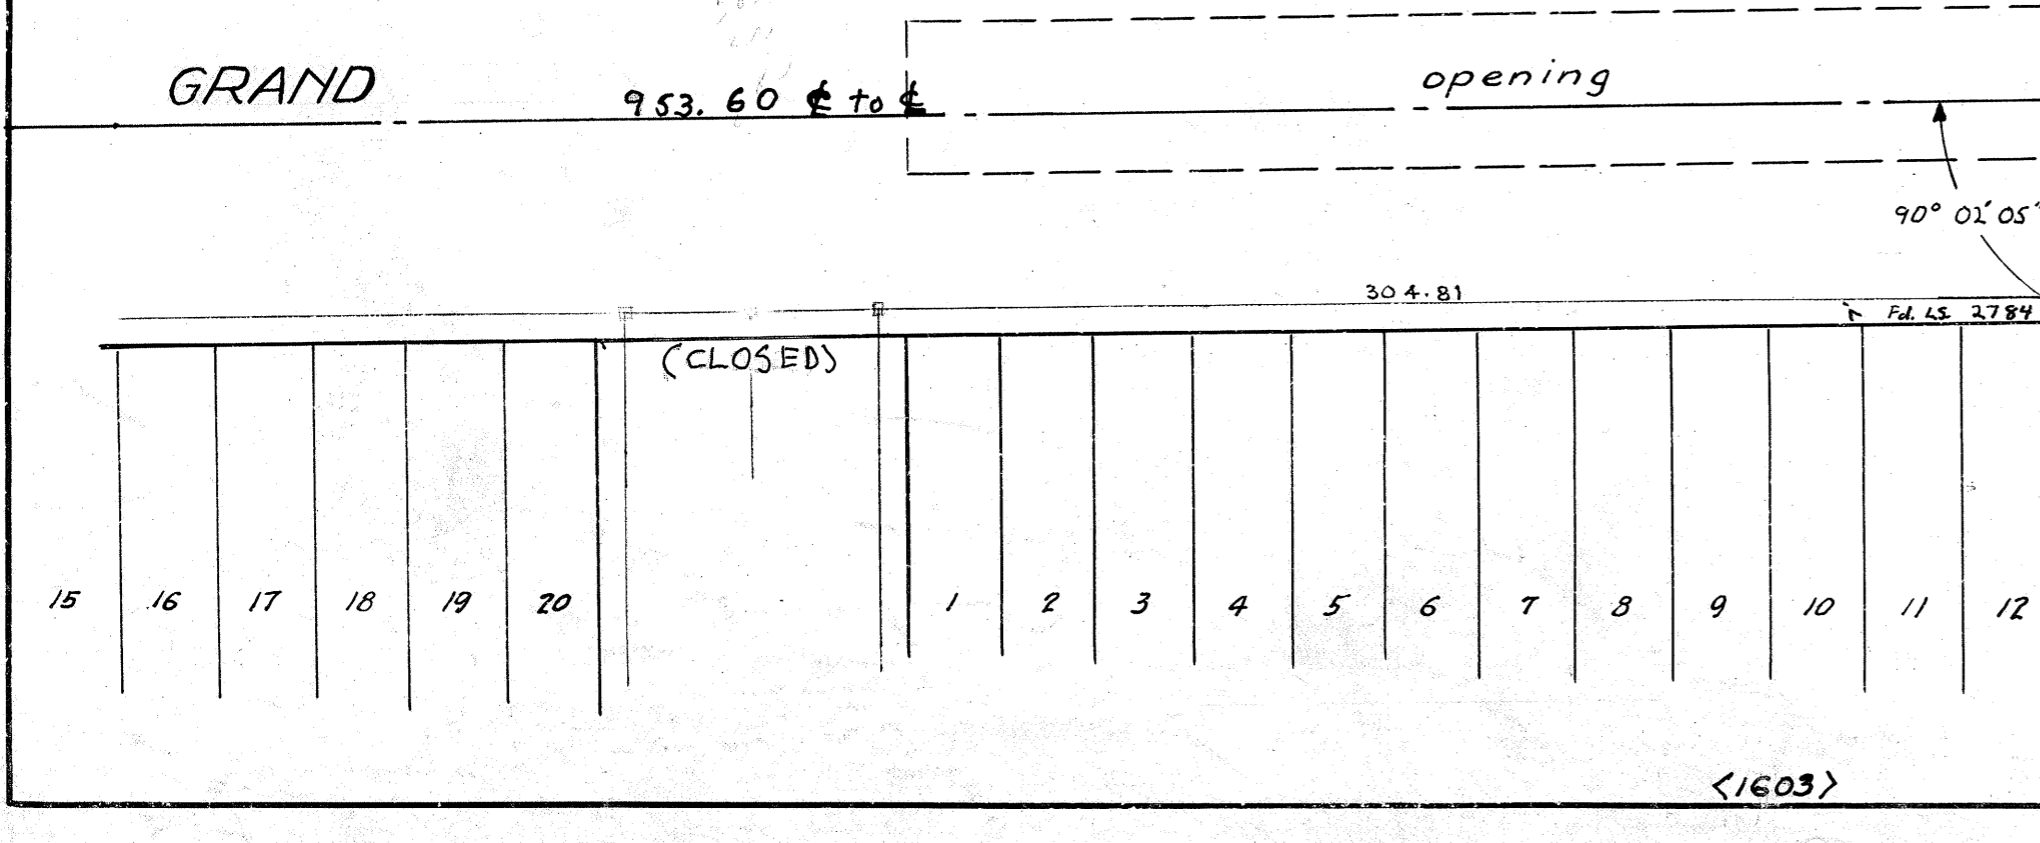 GRAND
953.60 ℄ to ℄
opening
90° 02' 05"
304.81
Fd. LS. 2784
(CLOSED)
15 16 17 18 19 20 1 2 3 4 5 6 7 8 9 10 11 12
<1603>